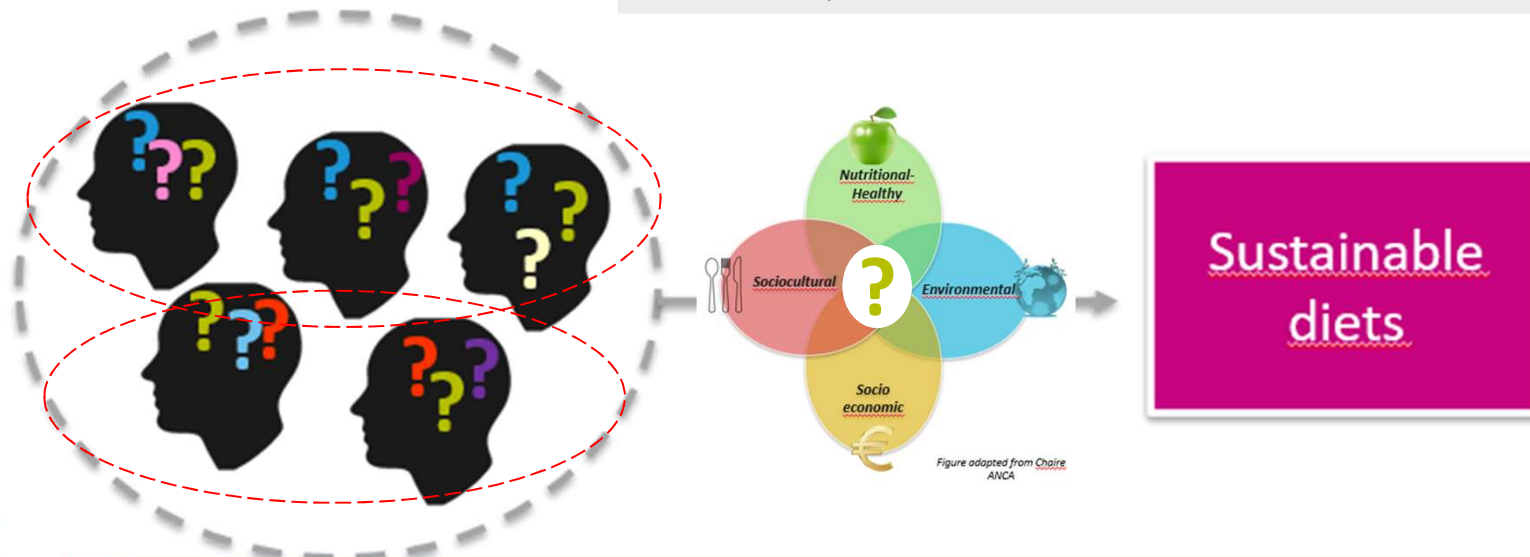 ? ? ?
? ? ?
? ? ?
? ? ?
? ? ?
Nutritional-
Healthy
Sociocultural
?
Environmental
Socio
economic
€
Figure adapted from Chaire
ANCA
Sustainable
diets